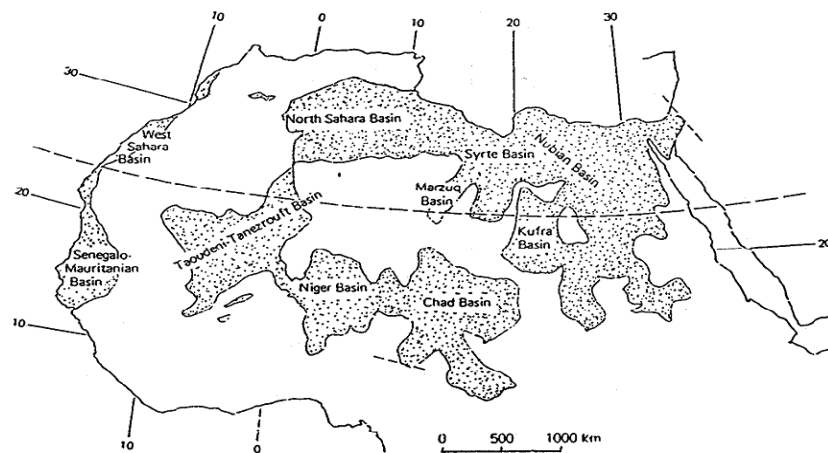 10
0
10
20
30
30
North Sahara Basin
West
Sahara
Basin
Syrte Basin
Nubian Basin
20
Marzuq
Basin
Taoudeni-Tanezrouft Basin
Kufra
Basin
20
Senegalo-
Mauritanian
Basin
Niger Basin
Chad Basin
10
10
0
0 500 1000 km